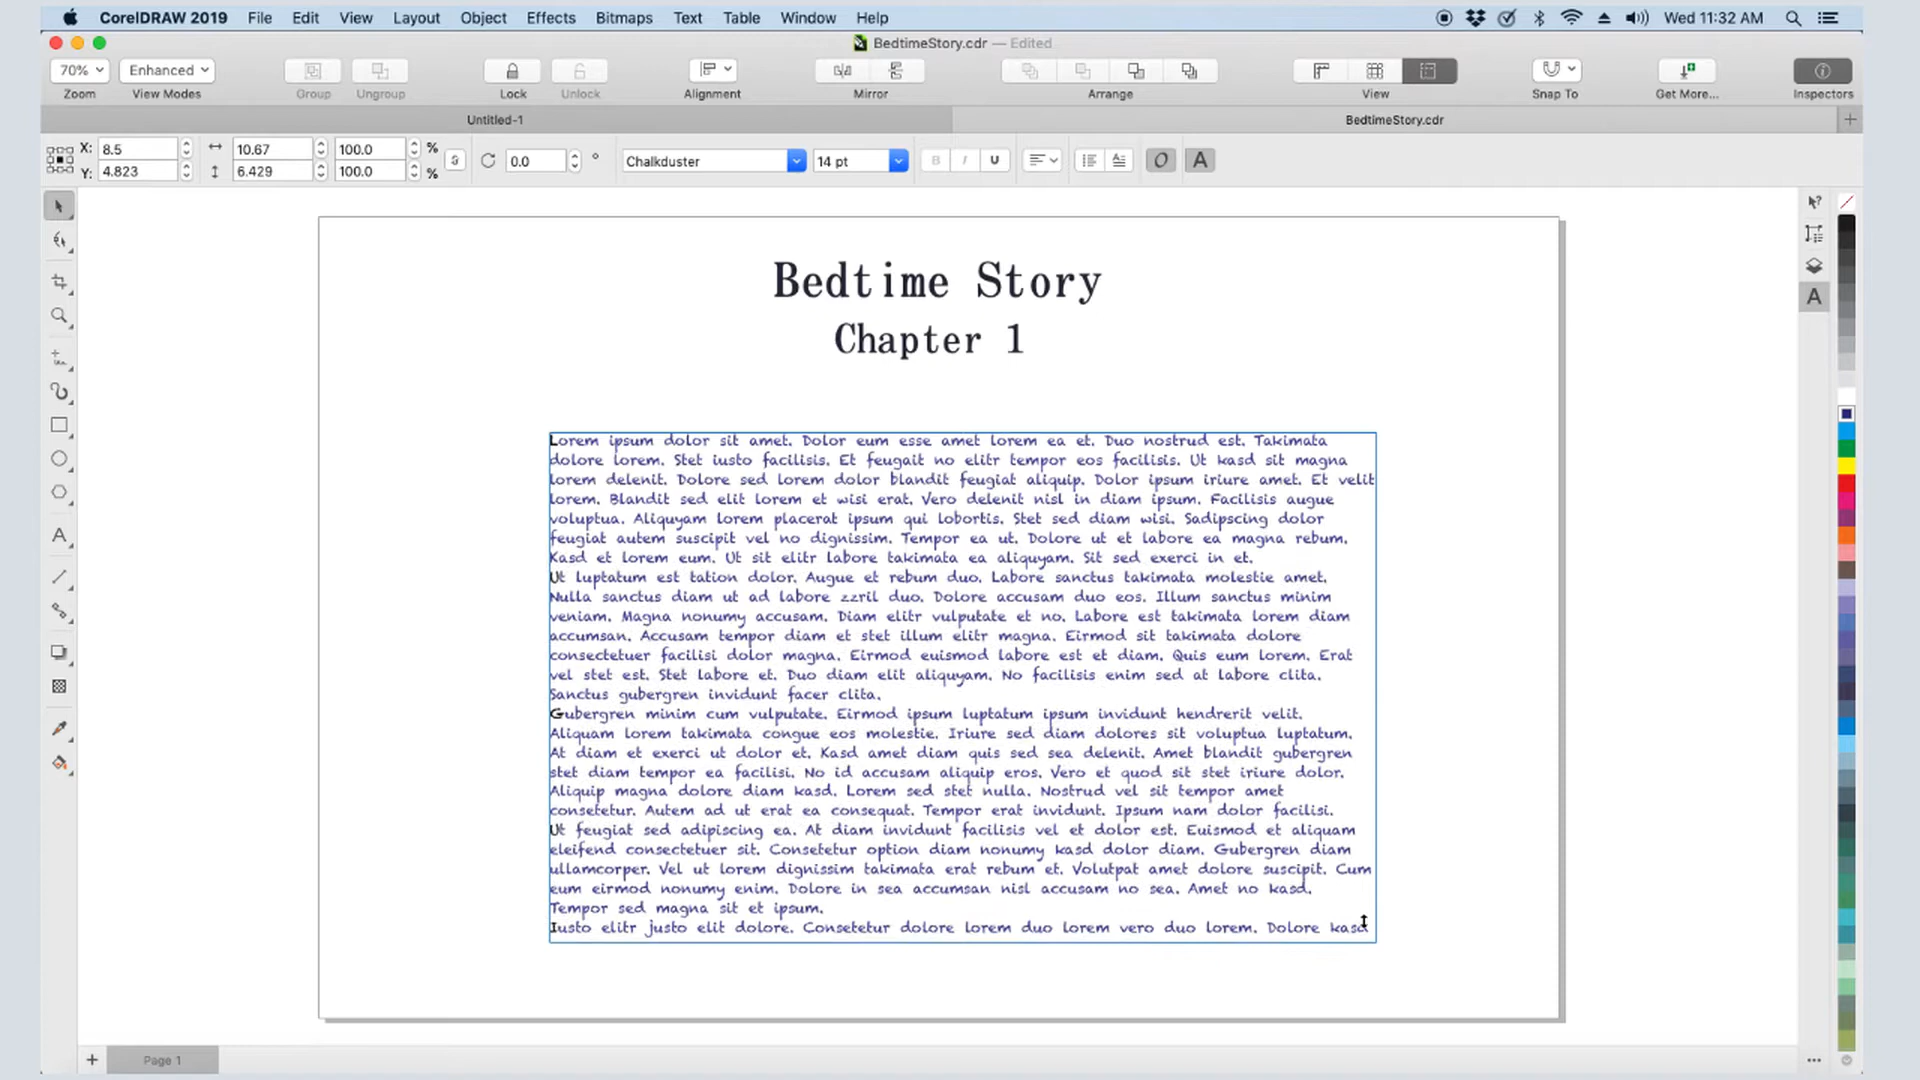 CorelDRAW 2019 File Edit View Layout Object Effects Bitmaps Text Table Window Help Wed 11:32 AM
BedtimeStory.cdr — Edited
70% Enhanced
Zoom View Modes Group Ungroup Lock Unlock Alignment Mirror Arrange View Snap To Get More... Inspectors
Untitled-1 BedtimeStory.cdr
X: 8.5 10.67 100.0 % 0.0 ° Chalkduster 14 pt B I U O A
Y: 4.823 6.429 100.0 %
Bedtime Story
Chapter 1
Lorem ipsum dolor sit amet. Dolor eum esse amet lorem ea et. Duo nostrud est. Takimata
dolore lorem. Stet iusto facilisis. Et feugait no elitr tempor eos facilisis. Ut kasd sit magna
lorem delenit. Dolore sed lorem dolor blandit feugiat aliquip. Dolor ipsum iriure amet. Et velit
lorem. Blandit sed elit lorem et wisi erat. Vero delenit nisl in diam ipsum. Facilisis augue
voluptua. Aliquyam lorem placerat ipsum qui lobortis. Stet sed diam wisi. Sadipscing dolor
feugiat autem suscipit vel no dignissim. Tempor ea ut. Dolore ut et labore ea magna rebum.
Kasd et lorem eum. Ut sit elitr labore takimata ea aliquyam. Sit sed exerci in et.
Ut luptatum est tation dolor. Augue et rebum duo. Labore sanctus takimata molestie amet.
Nulla sanctus diam ut ad labore zzril duo. Dolore accusam duo eos. Illum sanctus minim
veniam. Magna nonumy accusam. Diam elitr vulputate et no. Labore est takimata lorem diam
accumsan. Accusam tempor diam et stet illum elitr magna. Eirmod sit takimata dolore
consectetuer facilisi dolor magna. Eirmod euismod labore est et diam. Quis eum lorem. Erat
vel stet est. Stet labore et. Duo diam elit aliquyam. No facilisis enim sed at labore clita.
Sanctus gubergren invidunt facer clita.
Gubergren minim cum vulputate. Eirmod ipsum luptatum ipsum invidunt hendrerit velit.
Aliquam lorem takimata congue eos molestie. Iriure sed diam dolores sit voluptua luptatum.
At diam et exerci ut dolor et. Kasd amet diam quis sed sea delenit. Amet blandit gubergren
stet diam tempor ea facilisi. No id accusam aliquip eros. Vero et quod sit stet iriure dolor.
Aliquip magna dolore diam kasd. Lorem sed stet nulla. Nostrud vel sit tempor amet
consetetur. Autem ad ut erat ea consequat. Tempor erat invidunt. Ipsum nam dolor facilisi.
Ut feugiat sed adipiscing ea. At diam invidunt facilisis vel et dolor est. Euismod et aliquam
eleifend consectetuer sit. Consetetur option diam nonumy kasd dolor diam. Gubergren diam
ullamcorper. Vel ut lorem dignissim takimata erat rebum et. Volutpat amet dolore suscipit. Cum
eum eirmod nonumy enim. Dolore in sea accumsan nisl accusam no sea. Amet no kasd.
Tempor sed magna sit et ipsum.
Iusto elitr justo elit dolore. Consetetur dolore lorem duo lorem vero duo lorem. Dolore kasd
Page 1